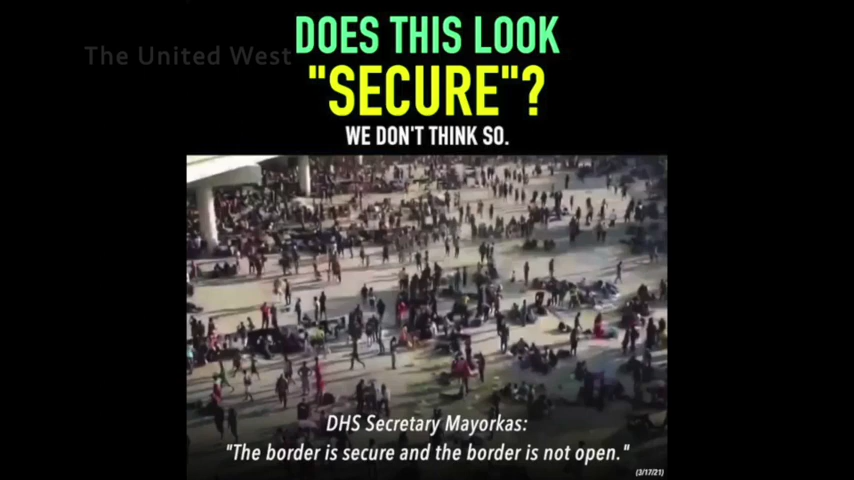 DOES THIS LOOK
The United West
"SECURE"?
WE DON'T THINK SO.
DHS Secretary Mayorkas:
"The border is secure and the border is not open."
(3/17/21)